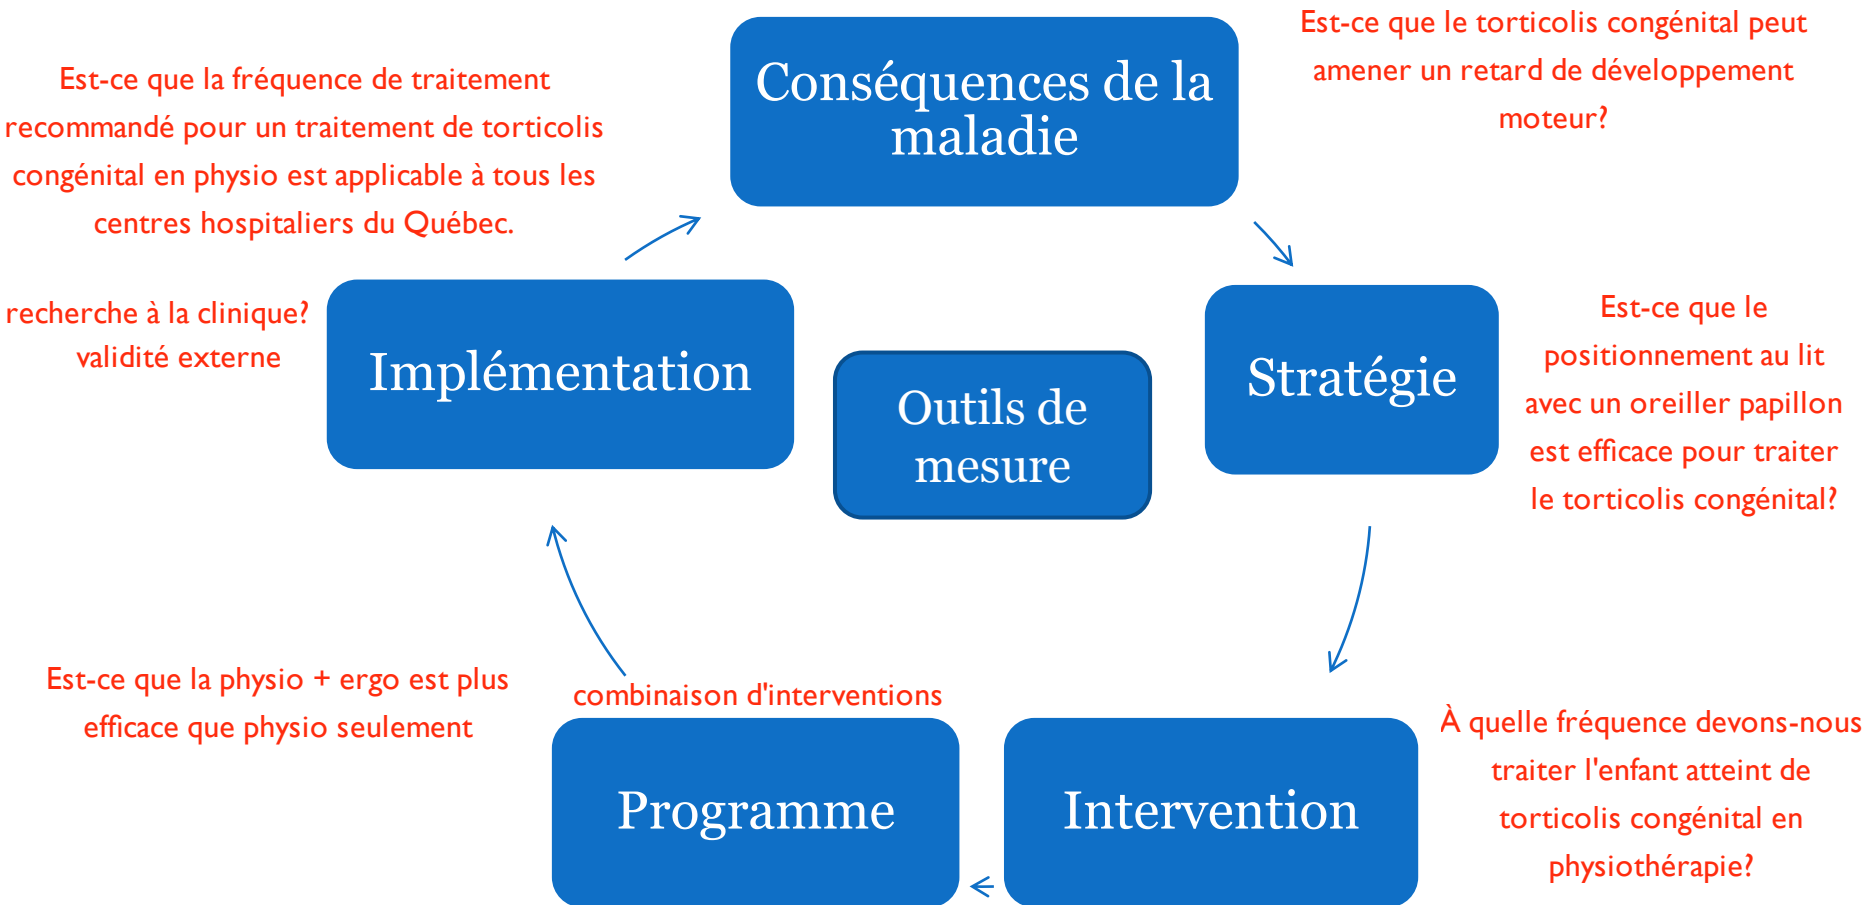 Conséquences de la
maladie
Est-ce que le torticolis congénital peut
amener un retard de développement
moteur?
Est-ce que la fréquence de traitement
recommandé pour un traitement de torticolis
congénital en physio est applicable à tous les
centres hospitaliers du Québec.
recherche à la clinique?
validité externe
Implémentation
Outils de
mesure
Stratégie
Est-ce que le
positionnement au lit
avec un oreiller papillon
est efficace pour traiter
le torticolis congénital?
Est-ce que la physio + ergo est plus
efficace que physio seulement
combinaison d'interventions
Programme
Intervention
À quelle fréquence devons-nous
traiter l'enfant atteint de
torticolis congénital en
physiothérapie?